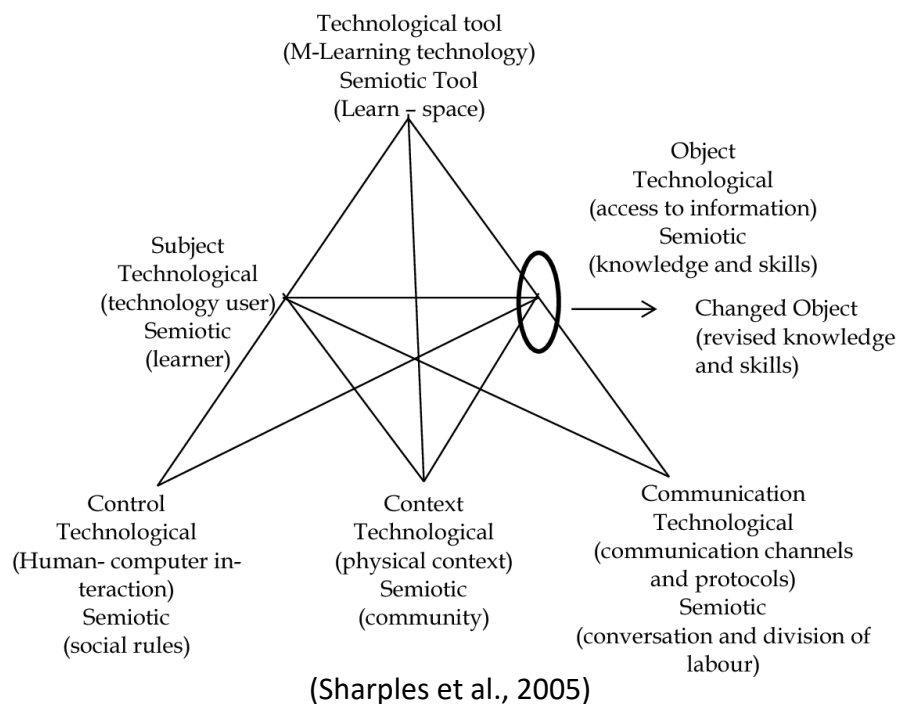 Technological tool
(M-Learning technology)
Semiotic Tool
(Learn – space)
Object
Technological
(access to information)
Semiotic
(knowledge and skills)
Subject
Technological
(technology user)
Semiotic
(learner)
Changed Object
(revised knowledge
and skills)
Control
Technological
(Human- computer in-
teraction)
Semiotic
(social rules)
Context
Technological
(physical context)
Semiotic
(community)
Communication
Technological
(communication channels
and protocols)
Semiotic
(conversation and division of
labour)
(Sharples et al., 2005)